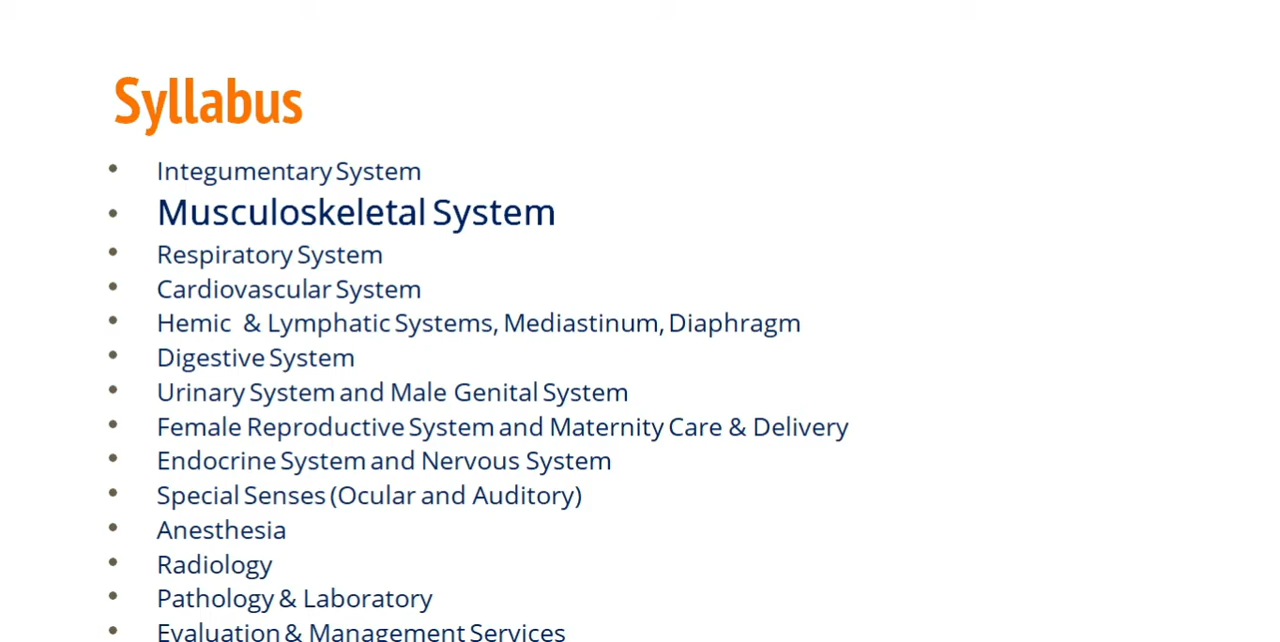 Syllabus
• Integumentary System
• Musculoskeletal System
• Respiratory System
• Cardiovascular System
• Hemic & Lymphatic Systems, Mediastinum, Diaphragm
• Digestive System
• Urinary System and Male Genital System
• Female Reproductive System and Maternity Care & Delivery
• Endocrine System and Nervous System
• Special Senses (Ocular and Auditory)
• Anesthesia
• Radiology
• Pathology & Laboratory
• Evaluation & Management Services